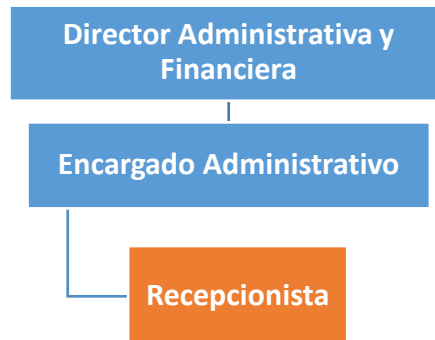 Director Administrativa y
Financiera
Encargado Administrativo
Recepcionista